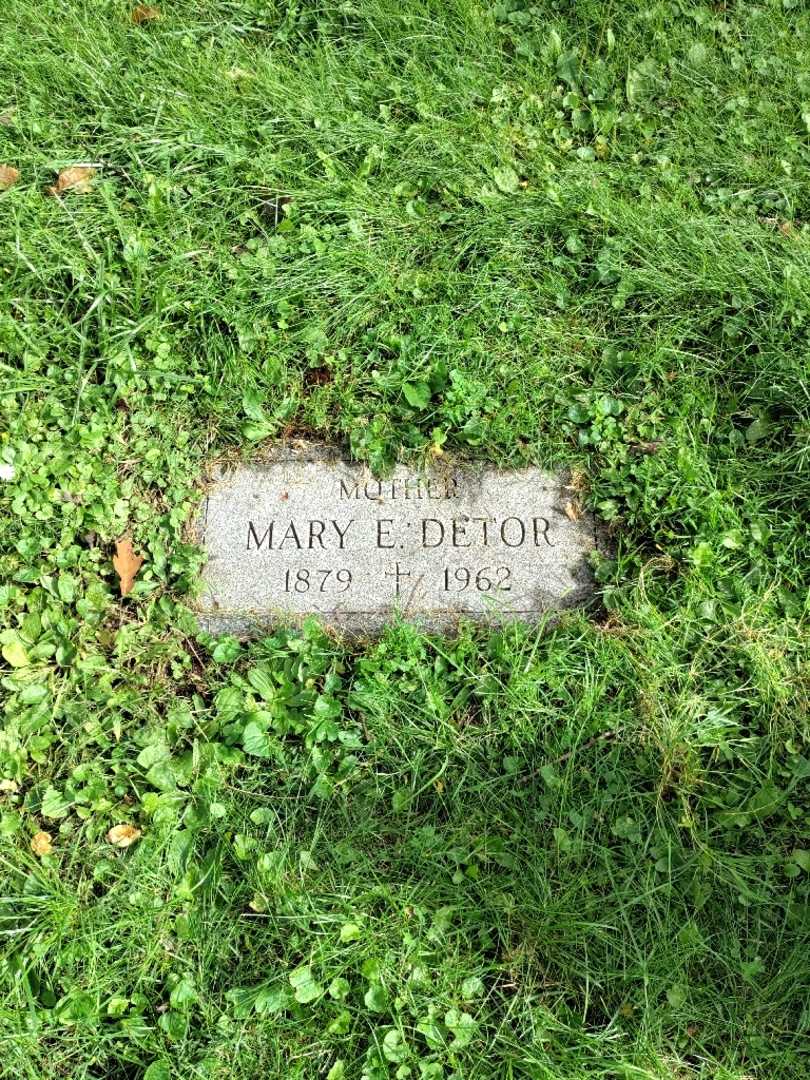 MOTHER
MARY E. DETOR
1879 ✝ 1962